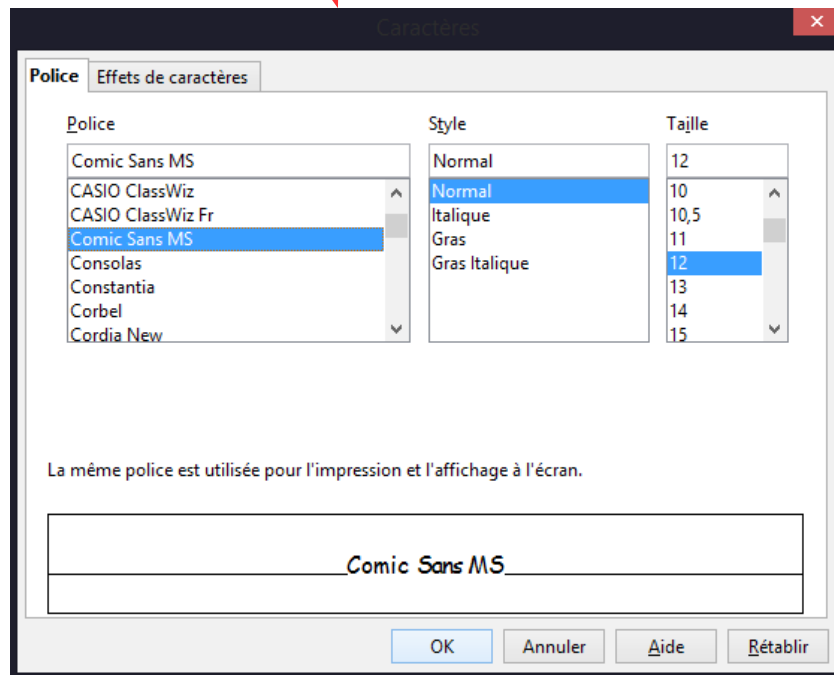 Caractères
Police Effets de caractères
Police Style Taille
Comic Sans MS Normal 12
CASIO ClassWiz Normal 10
CASIO ClassWiz Fr Italique 10,5
Comic Sans MS Gras 11
Consolas Gras Italique 12
Constantia 13
Corbel 14
Cordia New 15
La même police est utilisée pour l'impression et l'affichage à l'écran.
Comic Sans MS
OK Annuler Aide Rétablir